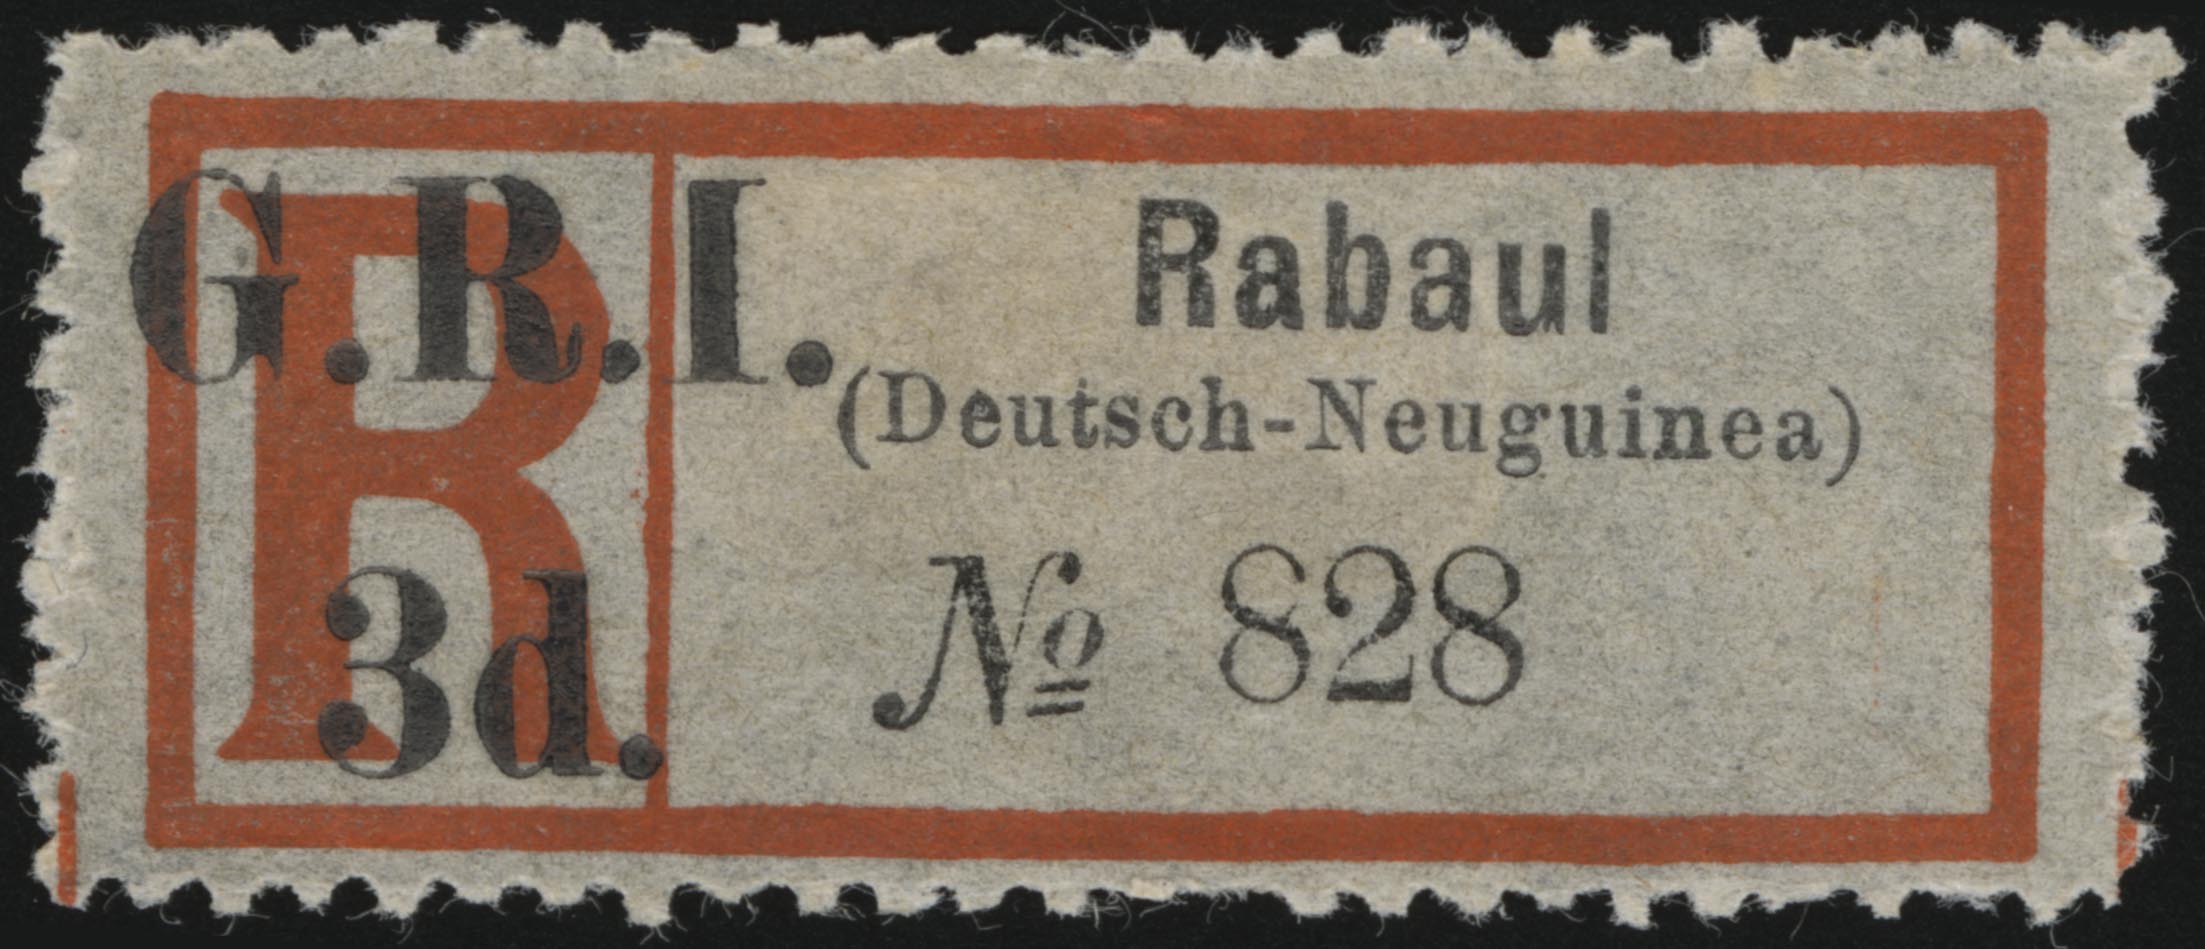 R
G.R.I.
3d.
Rabaul
(Deutsch-Neuguinea)
№ 828